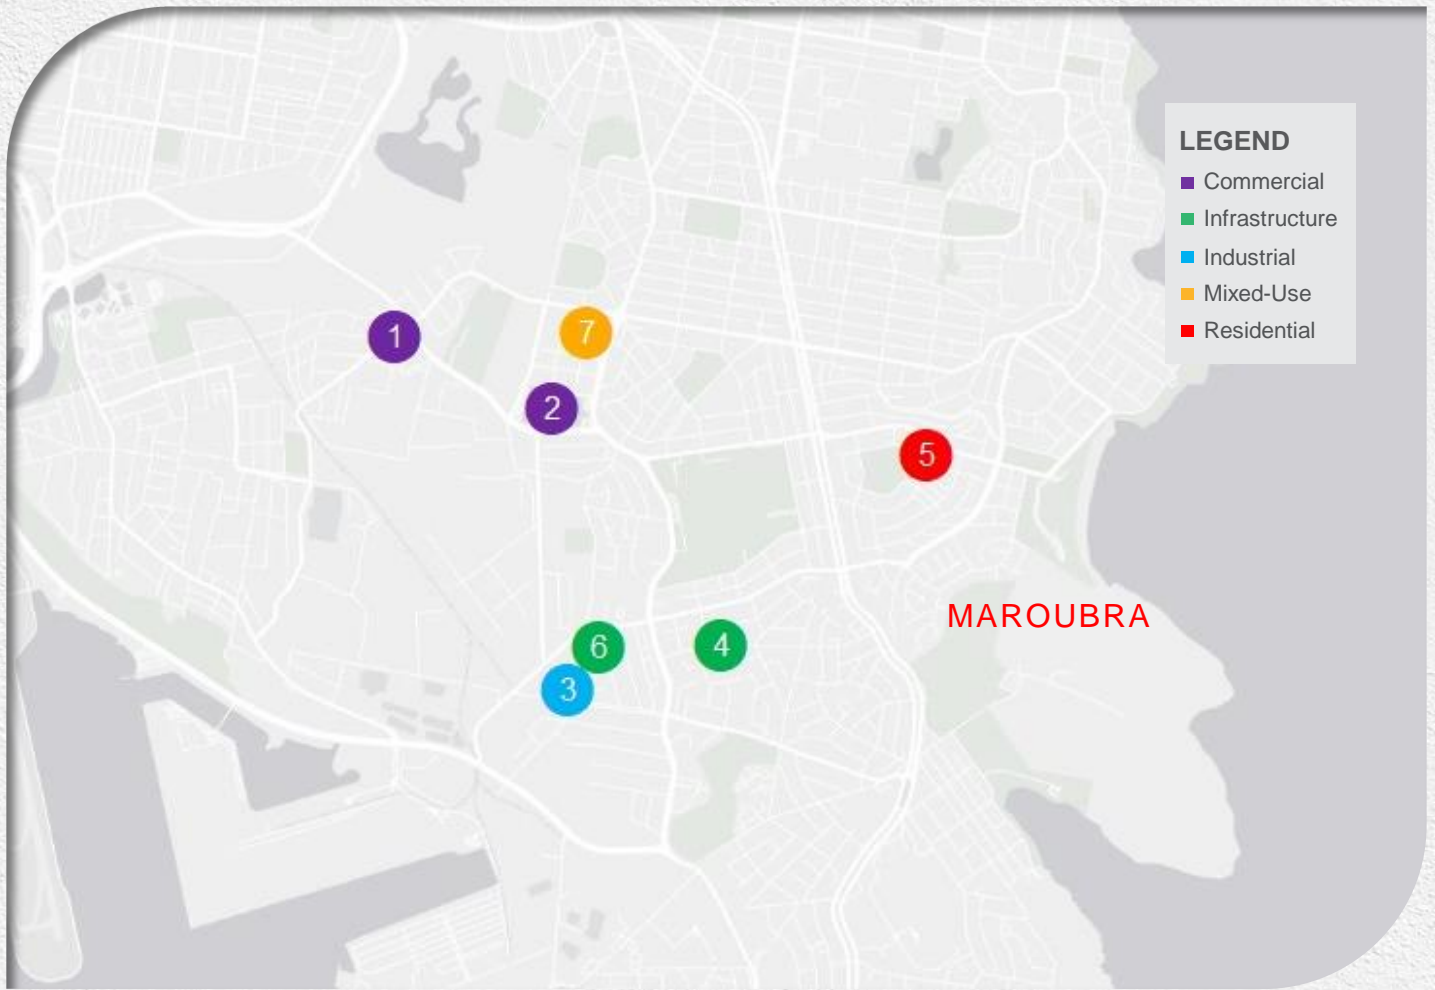 LEGEND
Commercial
Infrastructure
Industrial
Mixed-Use
Residential
1
7
2
5
MAROUBRA
6
4
3